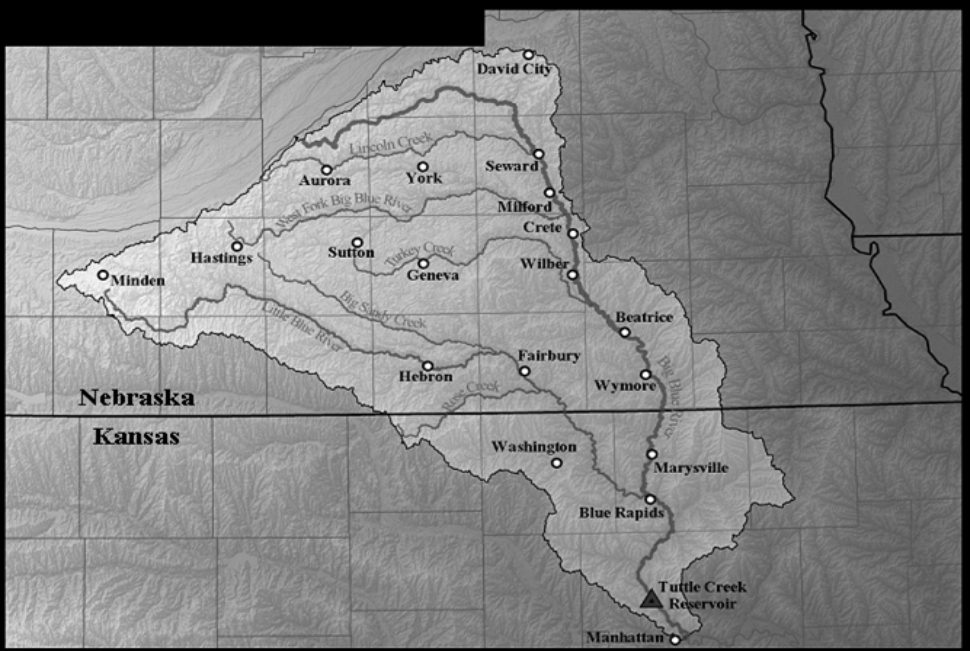 David City
Lincoln Creek
Seward
Aurora
York
West Fork Big Blue River
Milford
Crete
Hastings
Sutton
Turkey Creek
Geneva
Wilber
Minden
Big Sandy Creek
Little Blue River
Beatrice
Fairbury
Hebron
Wymore
Big Blue River
Rose Creek
Nebraska
Kansas
Washington
Marysville
Blue Rapids
Tuttle Creek
Reservoir
Manhattan